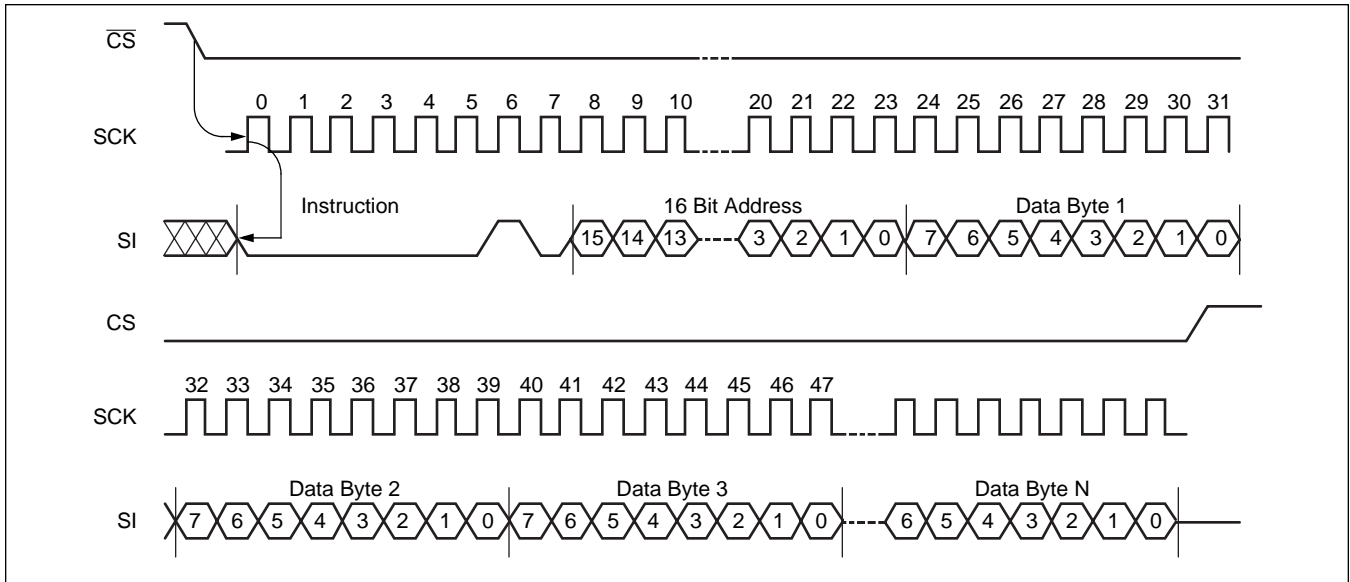 CS
0 1 2 3 4 5 6 7 8 9 10 20 21 22 23 24 25 26 27 28 29 30 31
SCK
Instruction 16 Bit Address Data Byte 1
SI 15 14 13 3 2 1 0 7 6 5 4 3 2 1 0
CS
32 33 34 35 36 37 38 39 40 41 42 43 44 45 46 47
SCK
Data Byte 2 Data Byte 3 Data Byte N
SI 7 6 5 4 3 2 1 0 7 6 5 4 3 2 1 0 6 5 4 3 2 1 0